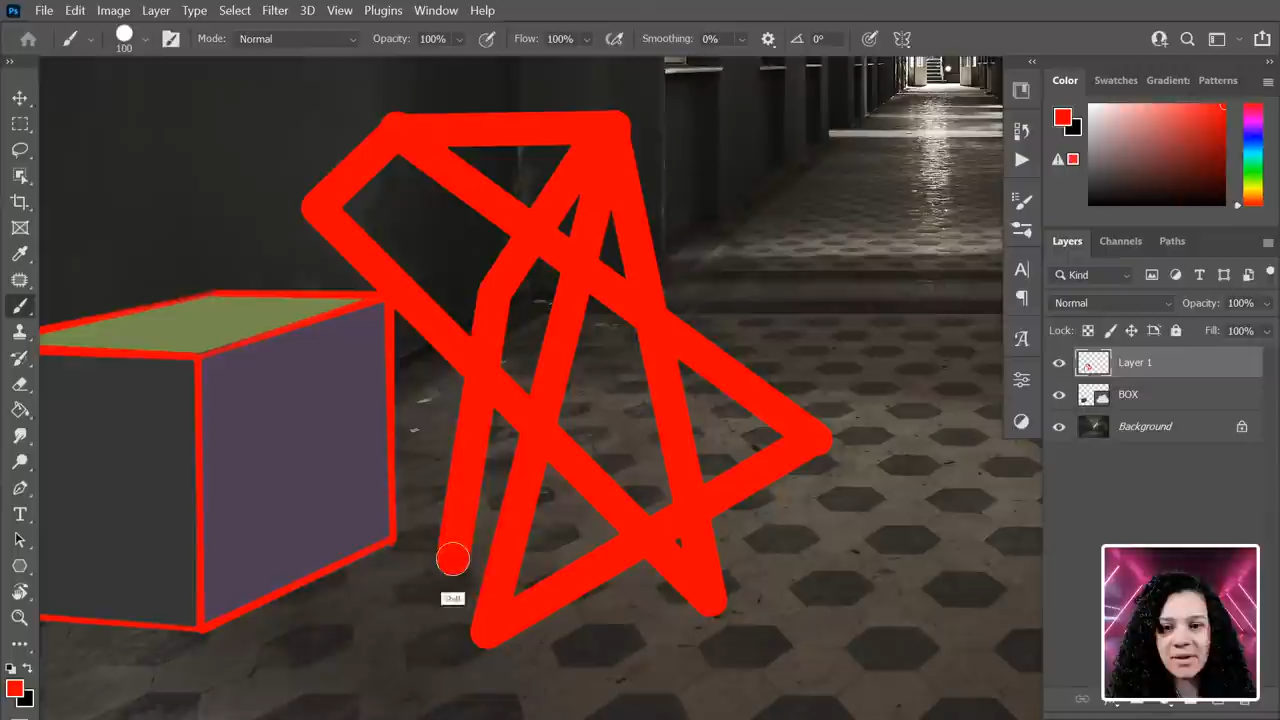 Ps File Edit Image Layer Type Select Filter 3D View Plugins Window Help
100 Mode: Normal Opacity: 100% Flow: 100% Smoothing: 0% 0°
Color Swatches Gradient: Patterns
Layers Channels Paths
Kind
Normal Opacity: 100%
Lock: Fill: 100%
Layer 1
BOX
Background